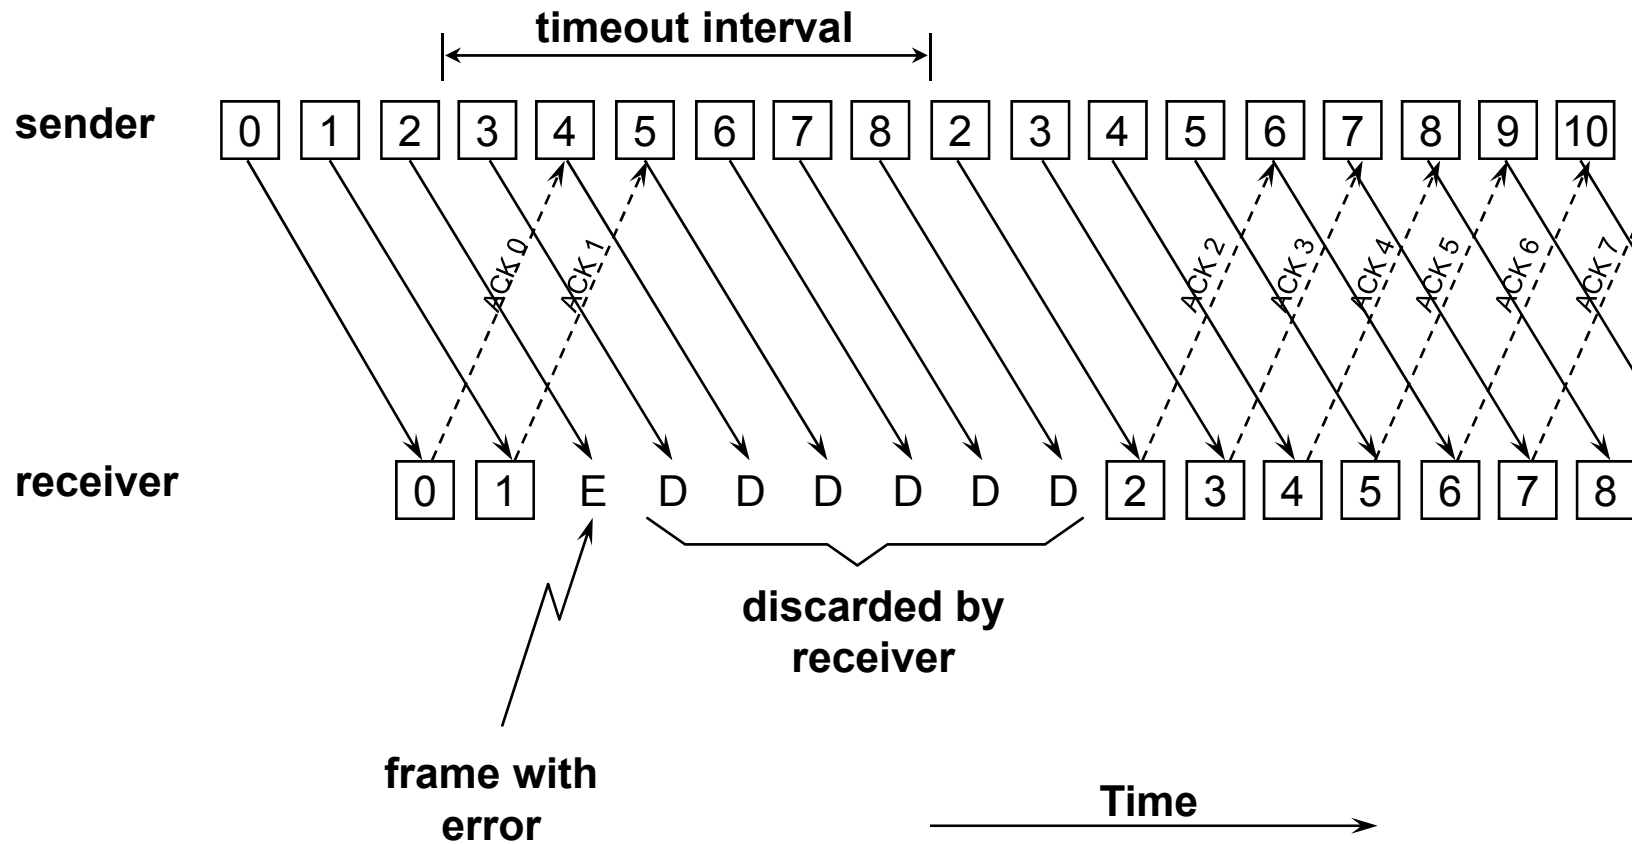 timeout interval
sender 0 1 2 3 4 5 6 7 8 2 3 4 5 6 7 8 9 10
ACK 0 ACK 1 ACK 2 ACK 3 ACK 4 ACK 5 ACK 6 ACK 7
receiver 0 1 E D D D D D D 2 3 4 5 6 7 8
discarded by
receiver
frame with
error
Time